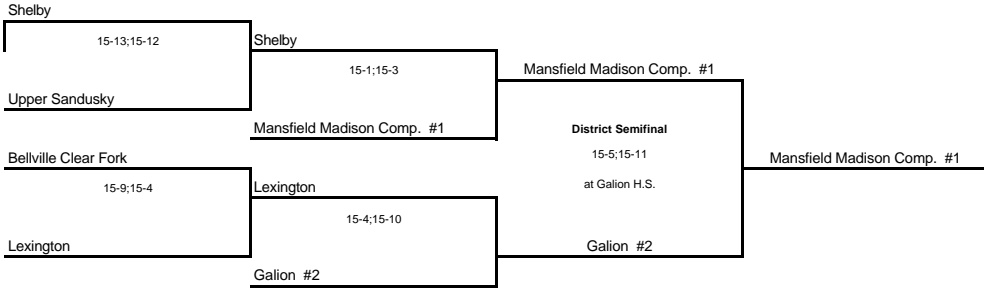 Shelby
15-13;15-12
Shelby
15-1;15-3
Mansfield Madison Comp. #1
Upper Sandusky
Mansfield Madison Comp. #1
District Semifinal
Bellville Clear Fork
15-5;15-11
Mansfield Madison Comp. #1
15-9;15-4
Lexington
at Galion H.S.
15-4;15-10
Lexington
Galion #2
Galion #2